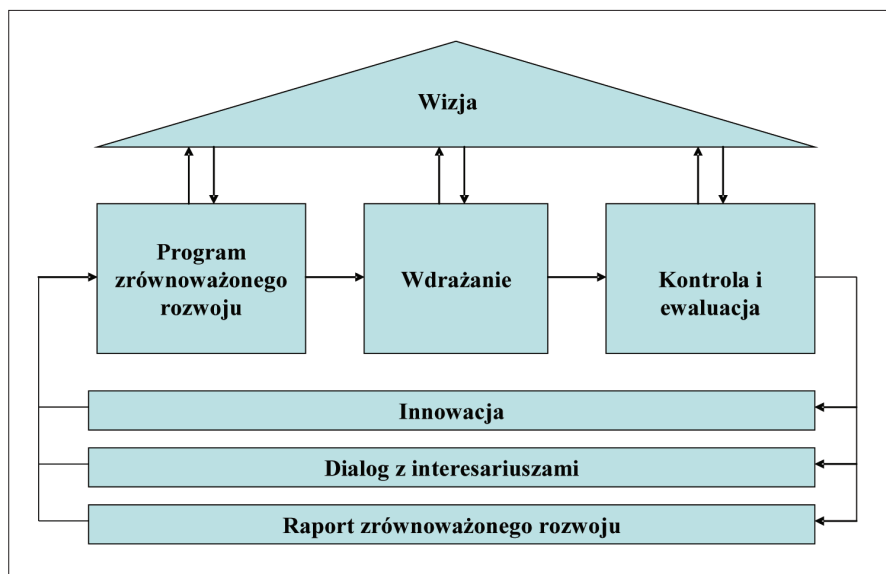 Wizja
Program
zrównoważonego
rozwoju
Wdrażanie
Kontrola i
ewaluacja
Innowacja
Dialog z interesariuszami
Raport zrównoważonego rozwoju